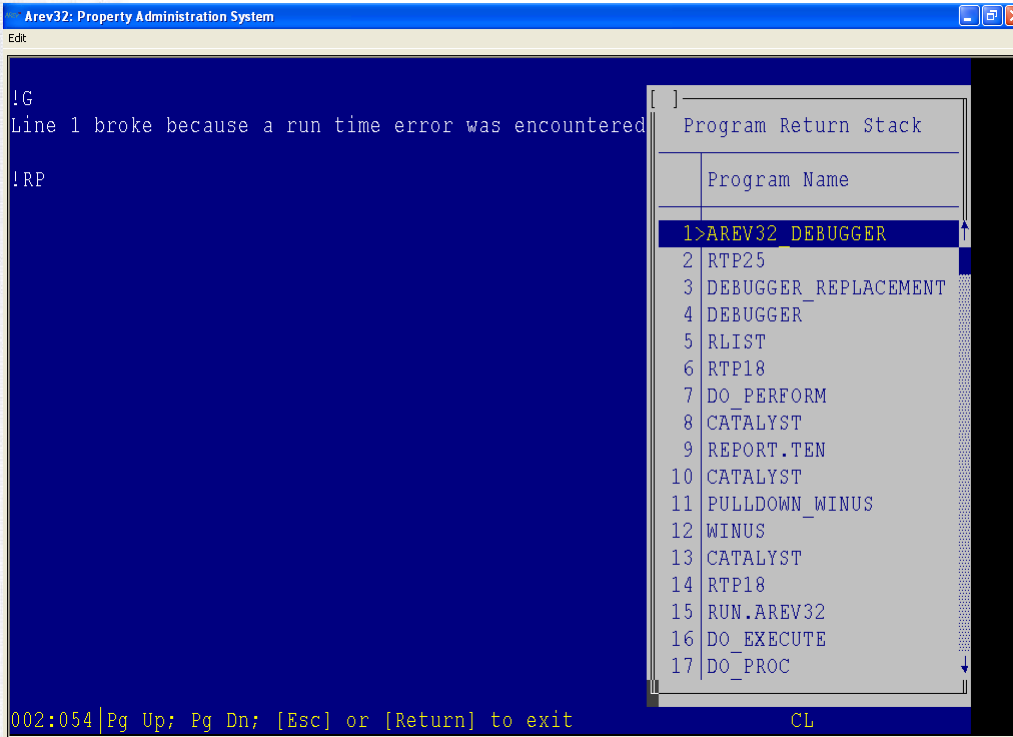 Arev32: Property Administration System
Edit
!G
Line 1 broke because a run time error was encountered
!RP
[ ]
Program Return Stack
Program Name
1>AREV32_DEBUGGER
2 RTP25
3 DEBUGGER_REPLACEMENT
4 DEBUGGER
5 RLIST
6 RTP18
7 DO_PERFORM
8 CATALYST
9 REPORT.TEN
10 CATALYST
11 PULLDOWN_WINUS
12 WINUS
13 CATALYST
14 RTP18
15 RUN.AREV32
16 DO_EXECUTE
17 DO_PROC
002:054|Pg Up; Pg Dn; [Esc] or [Return] to exit CL